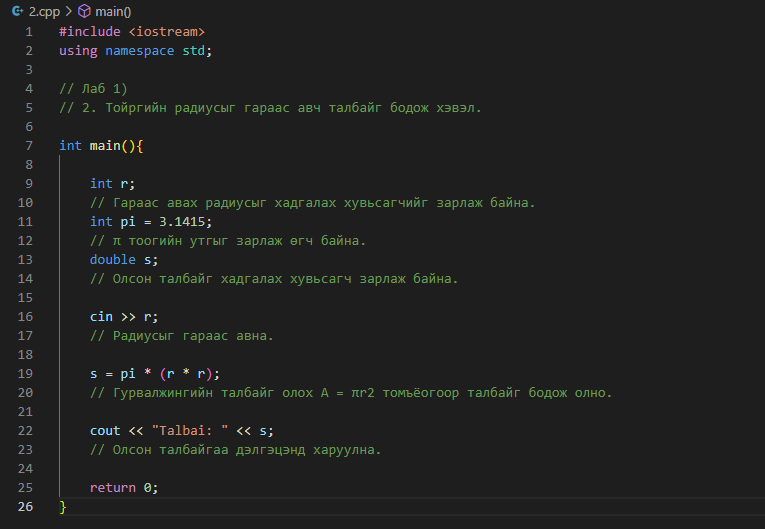 2.cpp > main()
1 #include <iostream>
2 using namespace std;
3
4 // Лаб 1)
5 // 2. Тойргийн радиусыг гараас авч талбайг бодож хэвэл.
6
7 int main(){
8
9 int r;
10 // Гараас авах радиусыг хадгалах хувьсагчийг зарлаж байна.
11 int pi = 3.1415;
12 // π тоогийн утгыг зарлаж өгч байна.
13 double s;
14 // Олсон талбайг хадгалах хувьсагч зарлаж байна.
15
16 cin >> r;
17 // Радиусыг гараас авна.
18
19 s = pi * (r * r);
20 // Гурвалжингийн талбайг олох A = πr2 томъёогоор талбайг бодож олно.
21
22 cout << "Talbai: " << s;
23 // Олсон талбайгаа дэлгэцэнд харуулна.
24
25 return 0;
26 }